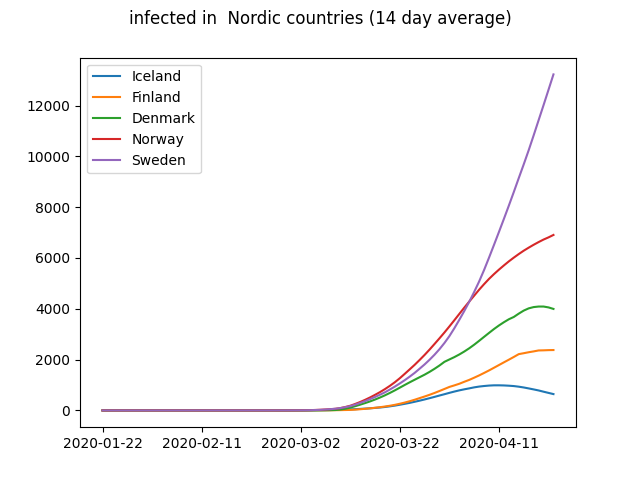 infected in  Nordic countries (14 day average)
Iceland
Finland
Denmark
Norway
Sweden
12000
10000
8000
6000
4000
2000
0
2020-01-22 2020-02-11 2020-03-02 2020-03-22 2020-04-11